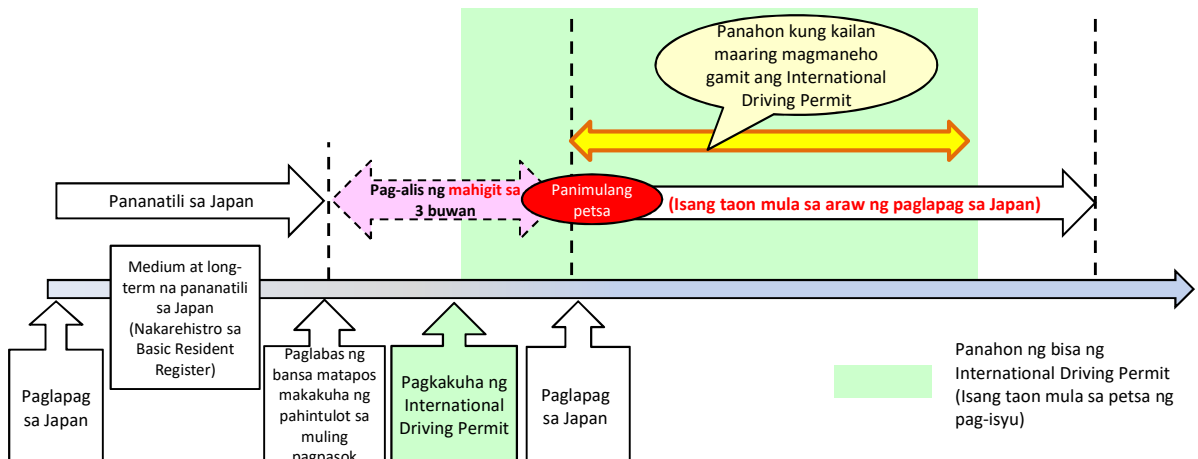 Panahon kung kailan
maaring magmaneho
gamit ang International
Driving Permit
Pananatili sa Japan
Pag-alis ng mahigit sa
3 buwan
Panimulang
petsa
(Isang taon mula sa araw ng paglapag sa Japan)
Medium at long-
term na pananatili
sa Japan
(Nakarehistro sa
Basic Resident
Register)
Paglapag
sa Japan
Paglabas ng
bansa matapos
makakuha ng
pahintulot sa
muling
pagpasok
Pagkakuha ng
International
Driving Permit
Paglapag
sa Japan
Panahon ng bisa ng
International Driving Permit
(Isang taon mula sa petsa ng
pag-isyu)